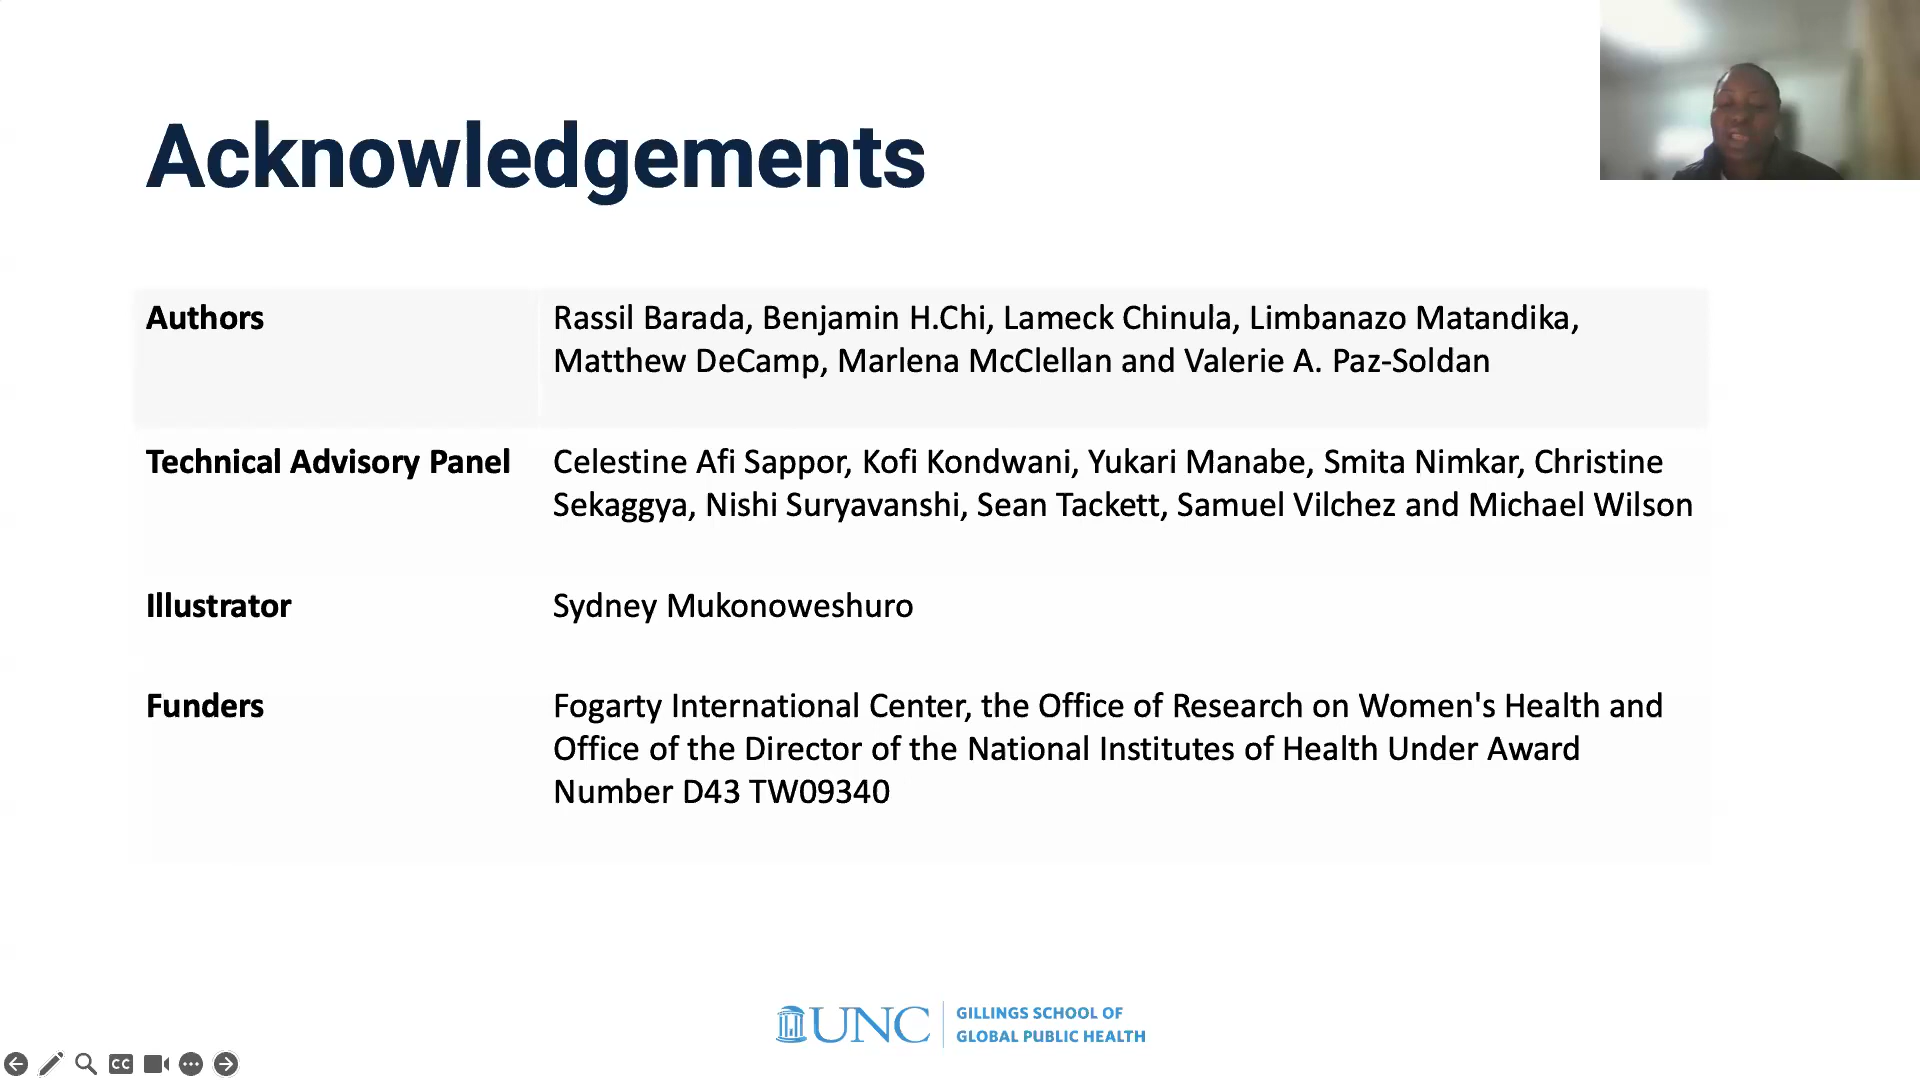 Acknowledgements
Authors
Rassil Barada, Benjamin H.Chi, Lameck Chinula, Limbanazo Matandika,
Matthew DeCamp, Marlena McClellan and Valerie A. Paz-Soldan
Technical Advisory Panel
Celestine Afi Sappor, Kofi Kondwani, Yukari Manabe, Smita Nimkar, Christine
Sekaggya, Nishi Suryavanshi, Sean Tackett, Samuel Vilchez and Michael Wilson
Illustrator
Sydney Mukonoweshuro
Funders
Fogarty International Center, the Office of Research on Women's Health and
Office of the Director of the National Institutes of Health Under Award
Number D43 TW09340
UNC
GILLINGS SCHOOL OF
GLOBAL PUBLIC HEALTH
CC